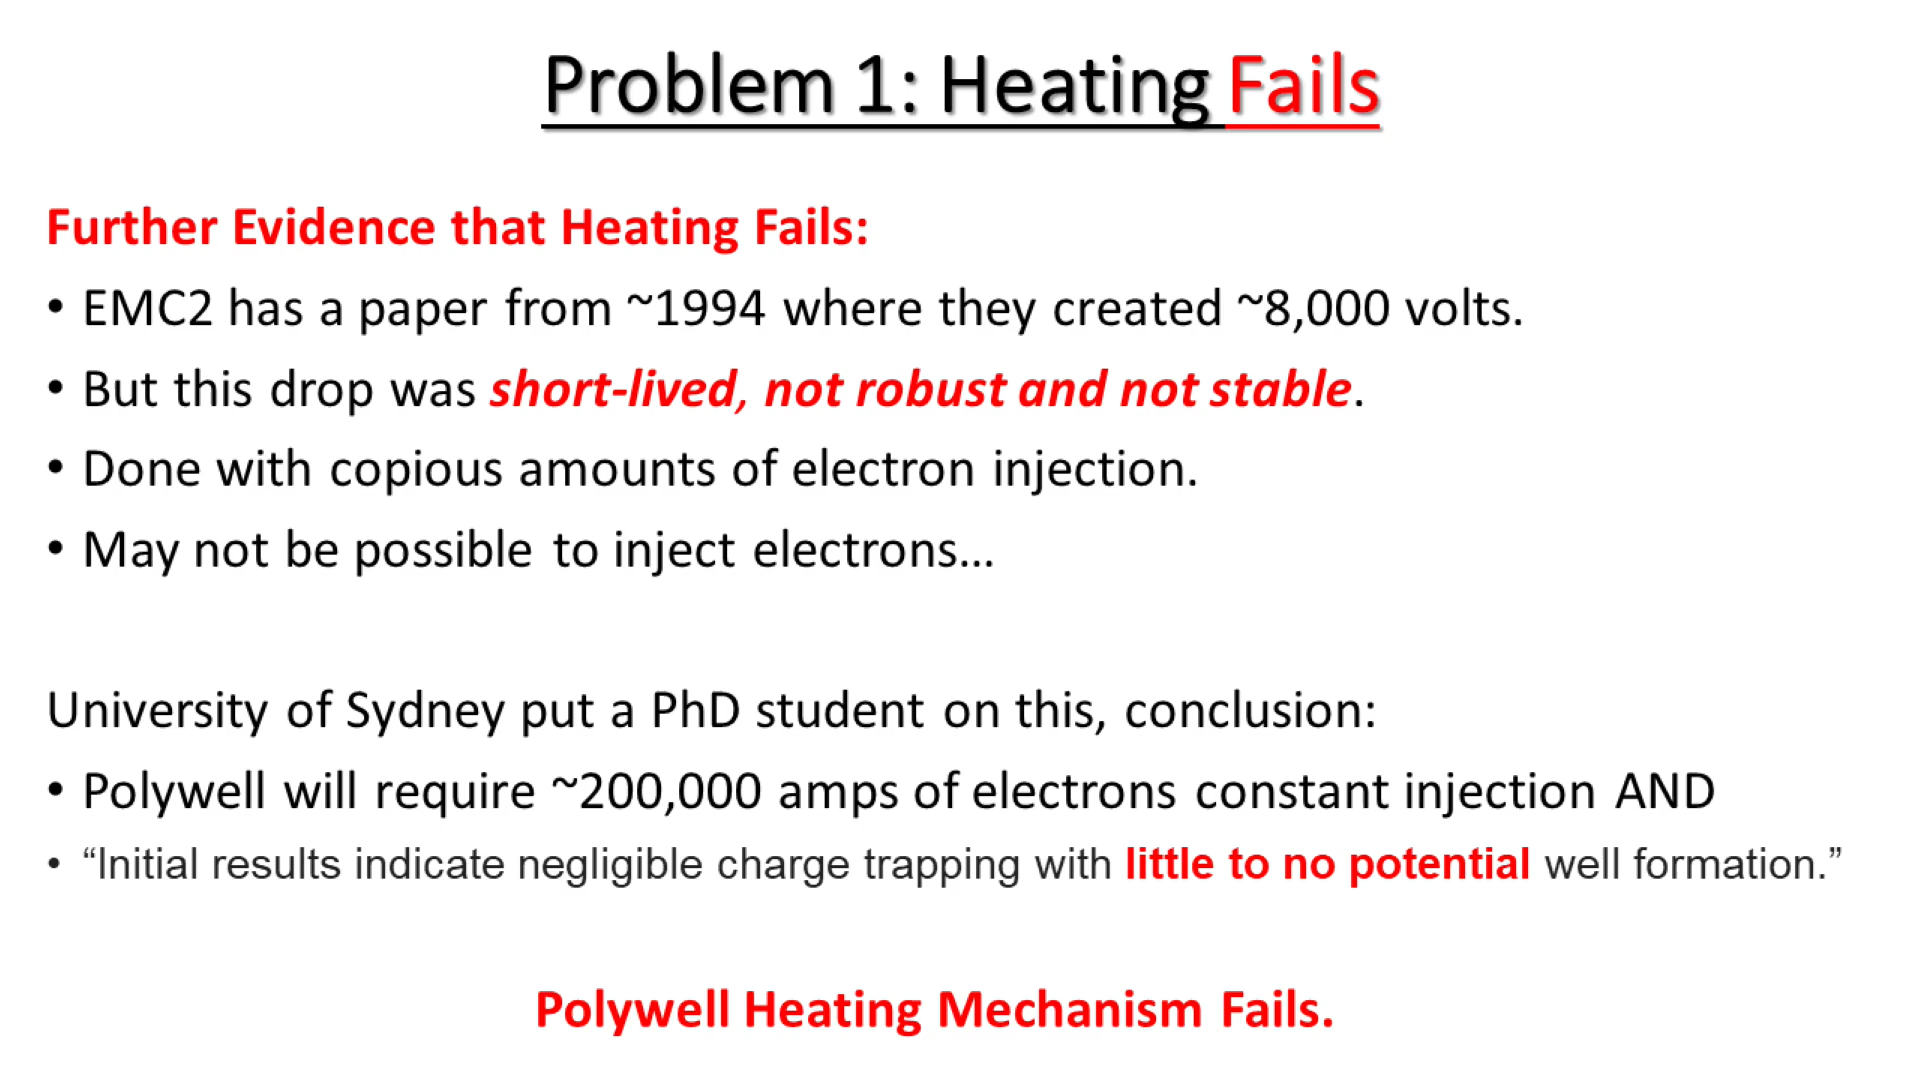 Problem 1: Heating Fails
Further Evidence that Heating Fails:
• EMC2 has a paper from ~1994 where they created ~8,000 volts.
• But this drop was short-lived, not robust and not stable.
• Done with copious amounts of electron injection.
• May not be possible to inject electrons...
University of Sydney put a PhD student on this, conclusion:
• Polywell will require ~200,000 amps of electrons constant injection AND
• “Initial results indicate negligible charge trapping with little to no potential well formation.”
Polywell Heating Mechanism Fails.